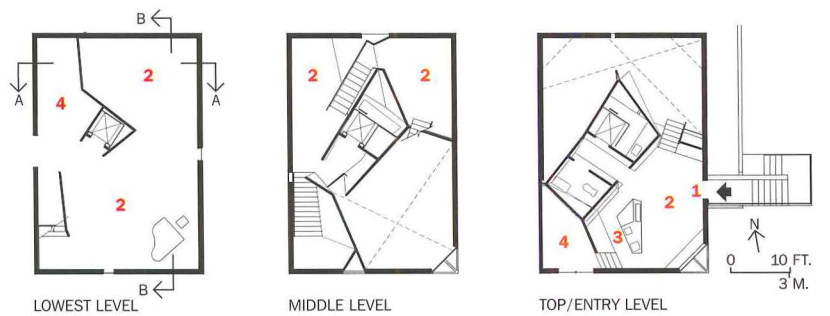 B
2
A
4
A
2
B
LOWEST LEVEL
2
2
MIDDLE LEVEL
1
2
3
4
TOP/ENTRY LEVEL
N
0 10 FT.
3 M.